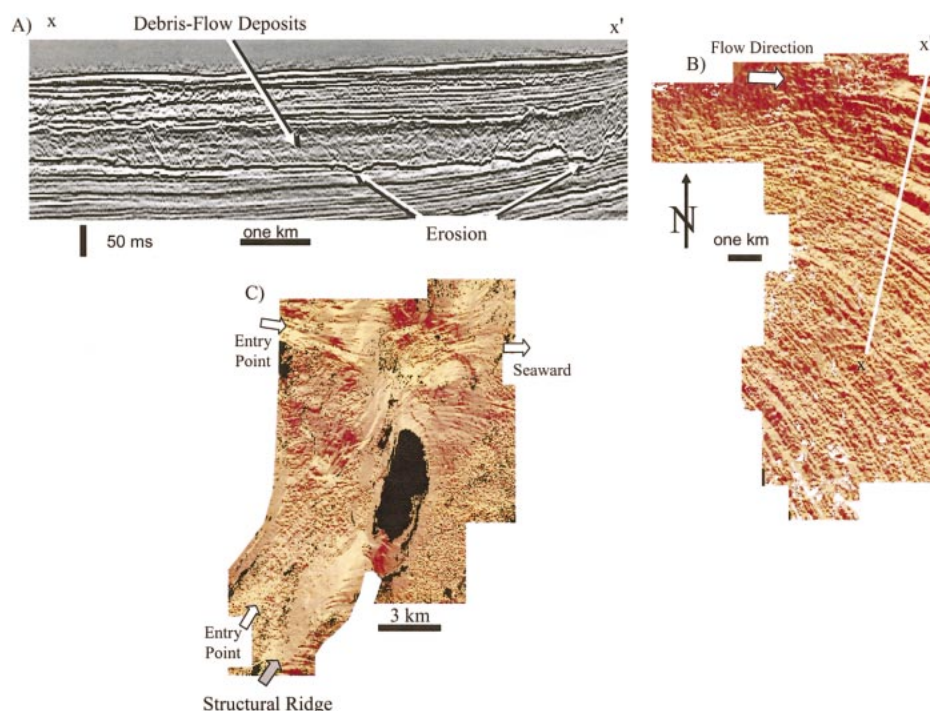 A)
x
Debris-Flow Deposits
x'
50 ms
one km
Erosion
B)
Flow Direction
x'
N
one km
x
C)
Entry
Point
Seaward
Entry
Point
3 km
Structural Ridge